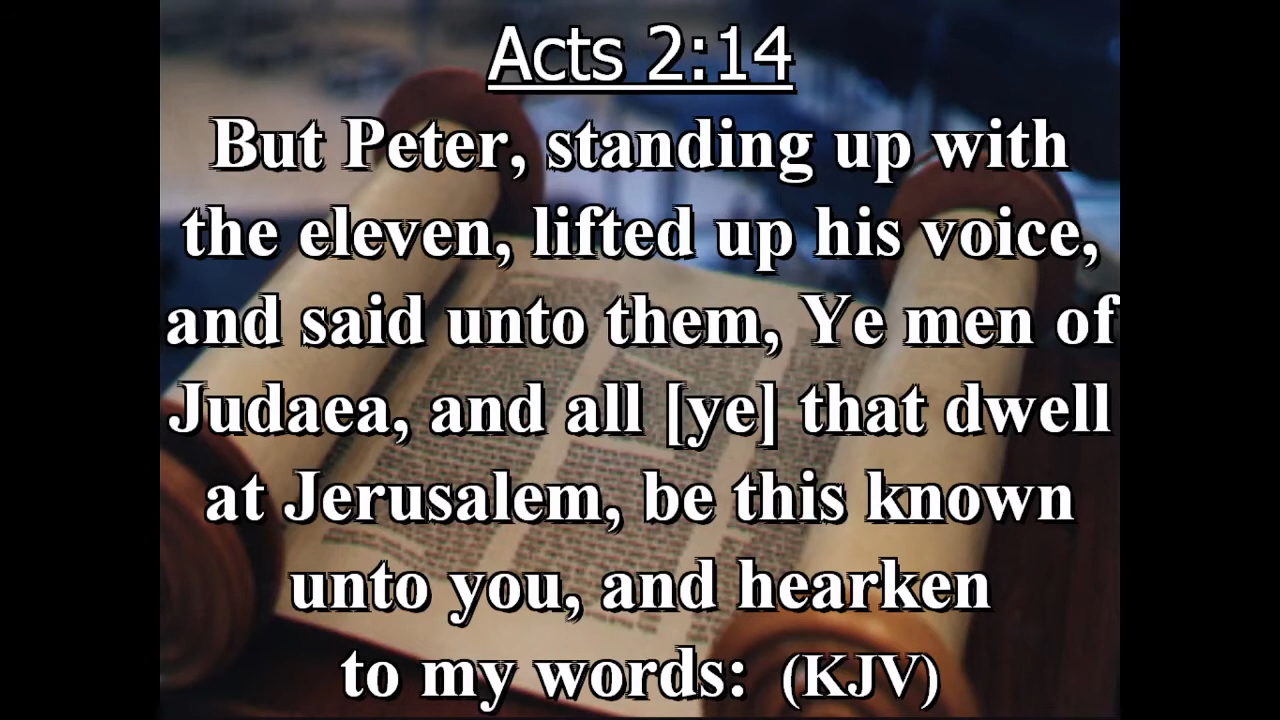 Acts 2:14
But Peter, standing up with
the eleven, lifted up his voice,
and said unto them, Ye men of
Judaea, and all [ye] that dwell
at Jerusalem, be this known
unto you, and hearken
to my words: (KJV)